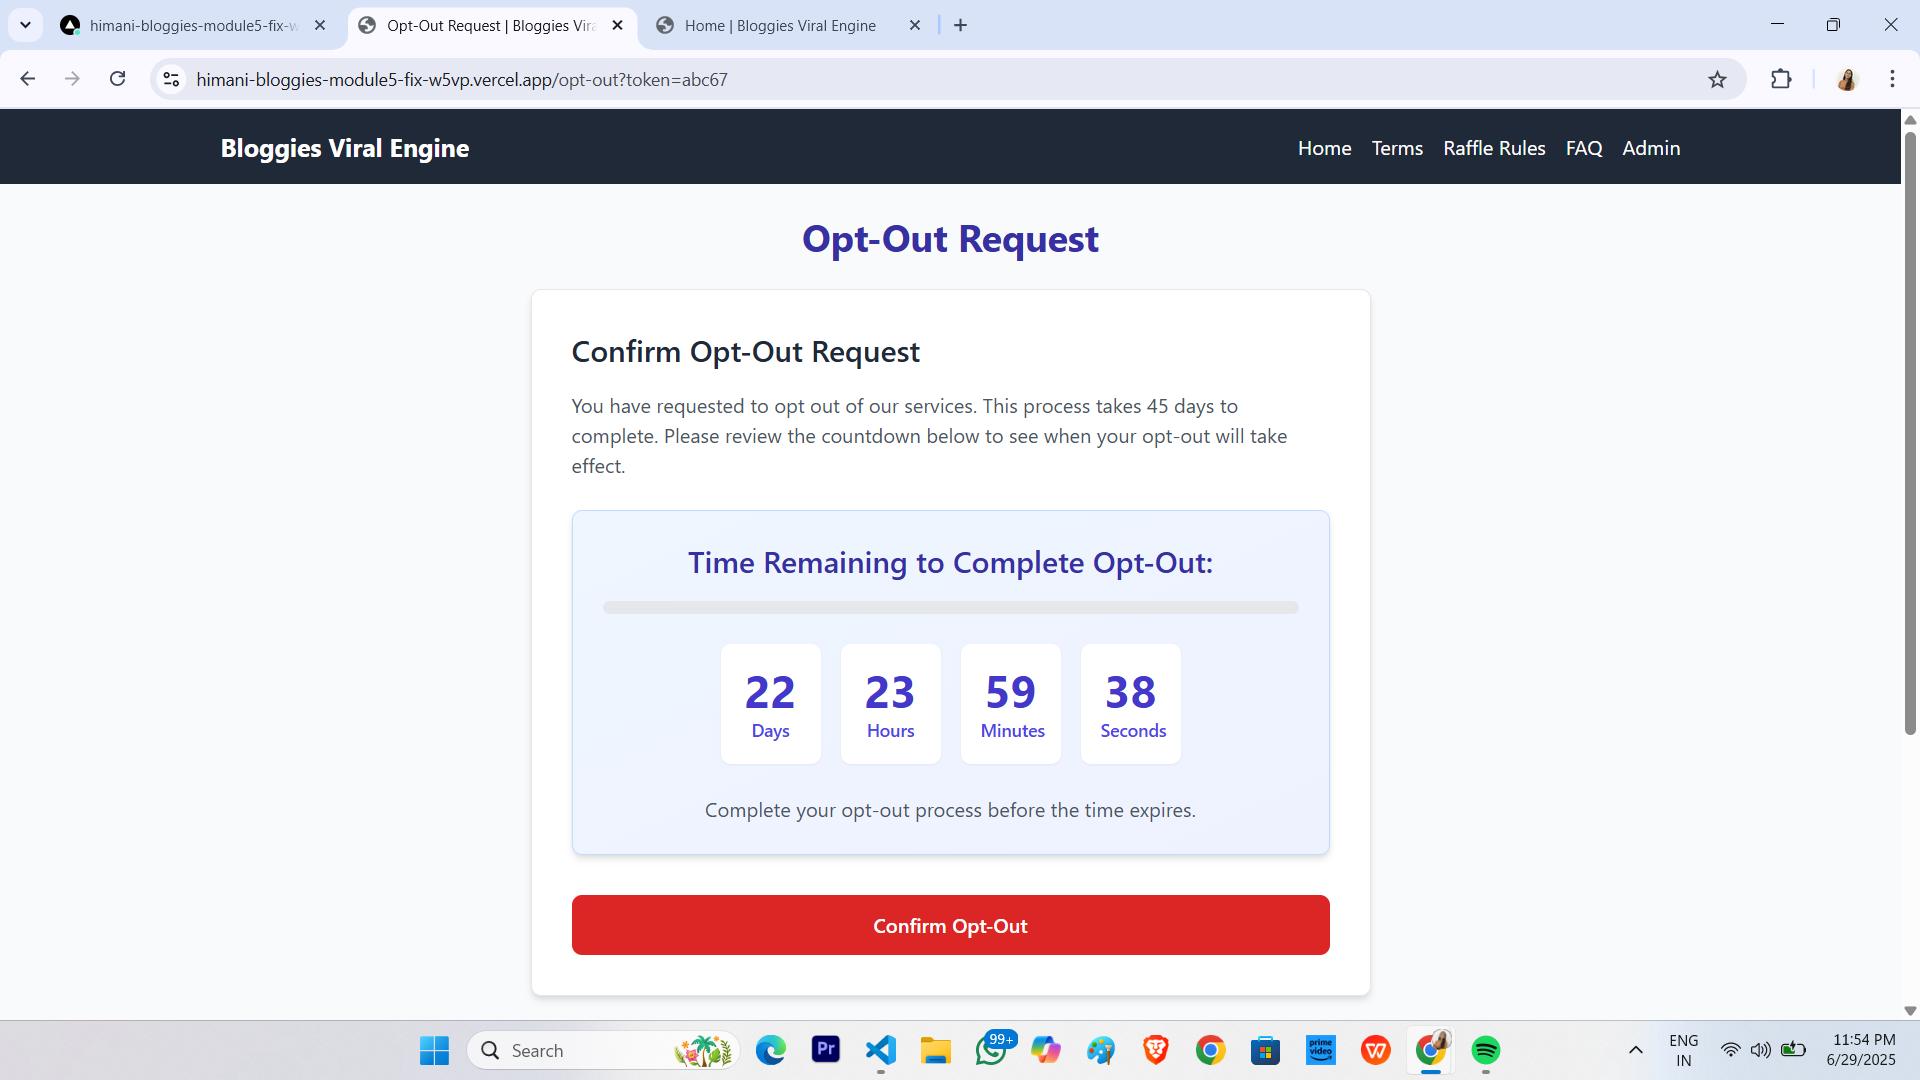 himani-bloggies-module5-fix-w
Opt-Out Request | Bloggies Vira
Home | Bloggies Viral Engine
himani-bloggies-module5-fix-w5vp.vercel.app/opt-out?token=abc67
Bloggies Viral Engine
Home Terms Raffle Rules FAQ Admin
Opt-Out Request
Confirm Opt-Out Request
You have requested to opt out of our services. This process takes 45 days to
complete. Please review the countdown below to see when your opt-out will take
effect.
Time Remaining to Complete Opt-Out:
22 23 59 38
Days Hours Minutes Seconds
Complete your opt-out process before the time expires.
Confirm Opt-Out
Search
Pr
99+
prime
video
W
ENG
IN
11:54 PM
6/29/2025